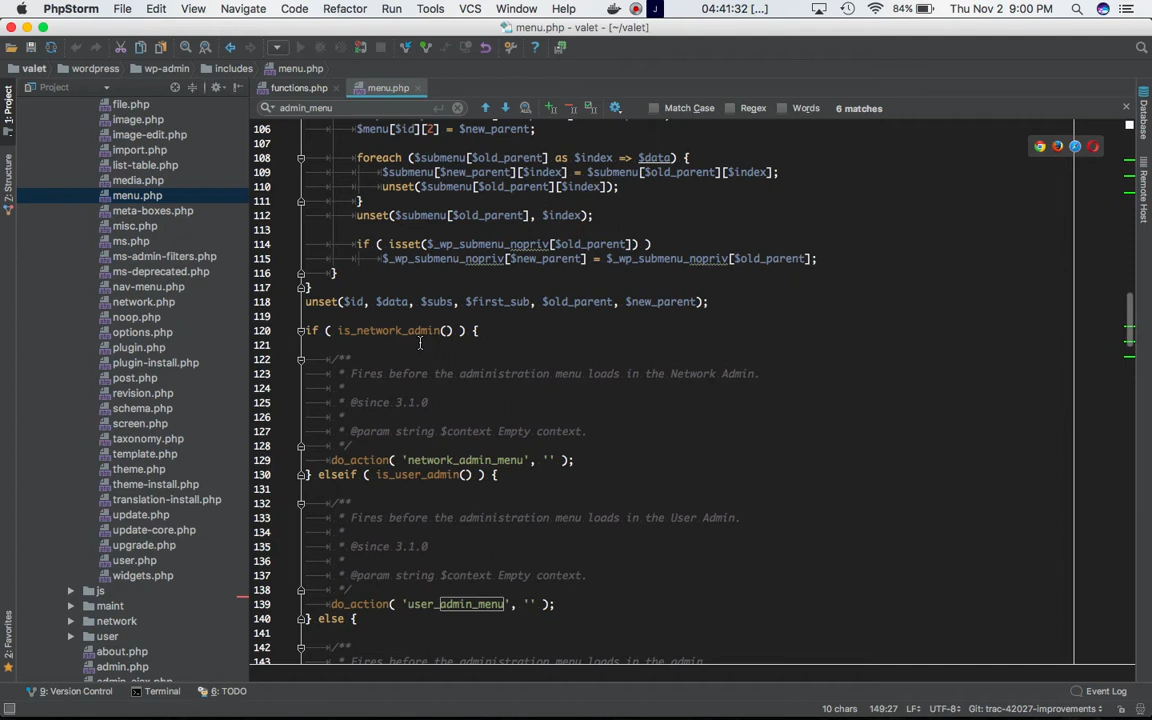 PhpStorm File Edit View Navigate Code Refactor Run Tools VCS Window Help 04:41:32 [...] 84% Thu Nov 2 9:00 PM
menu.php - valet - [~/valet]
valet wordpress wp-admin includes menu.php
Project functions.php menu.php
admin_menu Match Case Regex Words 6 matches
1: Project
Z: Structure
2: Favorites
Database
Remote Host
file.php
image.php
image-edit.php
import.php
list-table.php
media.php
menu.php
meta-boxes.php
misc.php
ms.php
ms-admin-filters.php
ms-deprecated.php
nav-menu.php
network.php
noop.php
options.php
plugin.php
plugin-install.php
post.php
revision.php
schema.php
screen.php
taxonomy.php
template.php
theme.php
theme-install.php
translation-install.php
update.php
update-core.php
upgrade.php
user.php
widgets.php
js
maint
network
user
about.php
admin.php
106 $menu[$id][2] = $new_parent;
107
108 foreach ($submenu[$old_parent] as $index => $data) {
109 $submenu[$new_parent][$index] = $submenu[$old_parent][$index];
110 unset($submenu[$old_parent][$index]);
111 }
112 unset($submenu[$old_parent], $index);
113
114 if ( isset($_wp_submenu_nopriv[$old_parent]) )
115 $_wp_submenu_nopriv[$new_parent] = $_wp_submenu_nopriv[$old_parent];
116 }
117 }
118 unset($id, $data, $subs, $first_sub, $old_parent, $new_parent);
119
120 if ( is_network_admin() ) {
121
122 /**
123 * Fires before the administration menu loads in the Network Admin.
124 *
125 * @since 3.1.0
126 *
127 * @param string $context Empty context.
128 */
129 do_action( 'network_admin_menu', '' );
130 } elseif ( is_user_admin() ) {
131
132 /**
133 * Fires before the administration menu loads in the User Admin.
134 *
135 * @since 3.1.0
136 *
137 * @param string $context Empty context.
138 */
139 do_action( 'user_admin_menu', '' );
140 } else {
141
142 /**
143 * Fires before the administration menu loads in the admin.
9: Version Control Terminal 6: TODO Event Log
10 chars 149:27 LF÷ UTF-8÷ Git: trac-42027-improvements÷